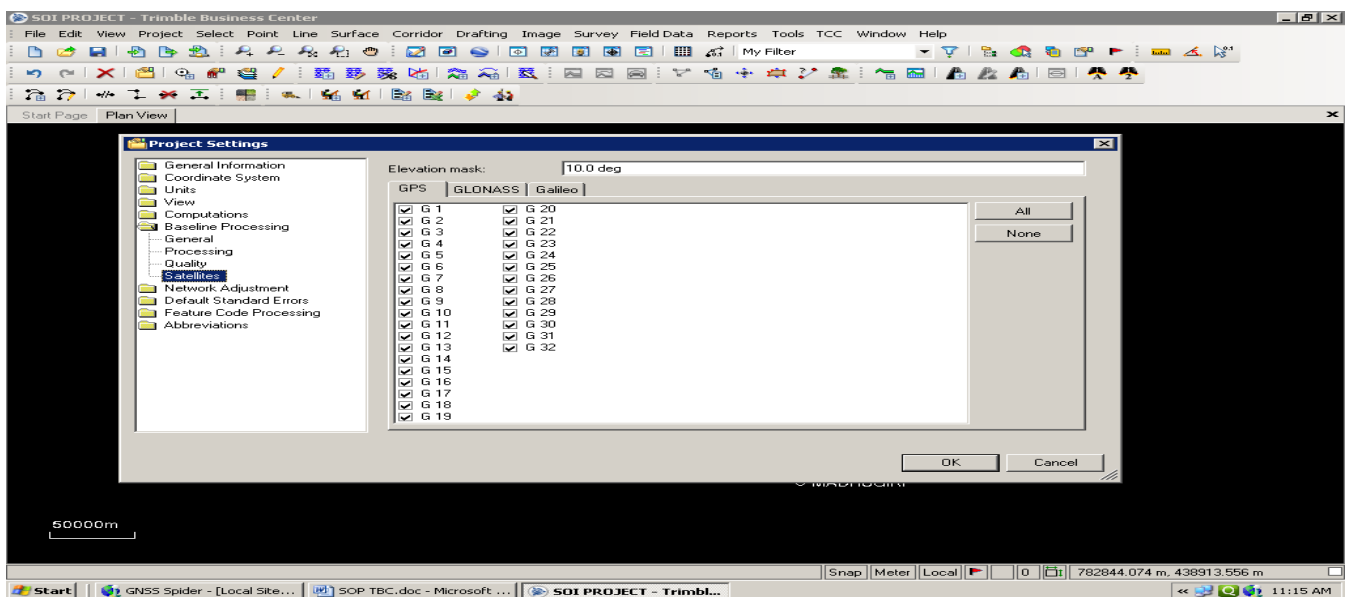 SOI PROJECT - Trimble Business Center
File Edit View Project Select Point Line Surface Corridor Drafting Image Survey Field Data Reports Tools TCC Window Help
My Filter
Start Page Plan View
Project Settings
General Information
Coordinate System
Units
View
Computations
Baseline Processing
General
Processing
Quality
Satellites
Network Adjustment
Default Standard Errors
Feature Code Processing
Abbreviations
Elevation mask: 10.0 deg
GPS GLONASS Galileo
G 1 G 20
G 2 G 21
G 3 G 22
G 4 G 23
G 5 G 24
G 6 G 25
G 7 G 26
G 8 G 27
G 9 G 28
G 10 G 29
G 11 G 30
G 12 G 31
G 13 G 32
G 14
G 15
G 16
G 17
G 18
G 19
All
None
OK Cancel
50000m
Snap Meter Local 0 782844.074 m, 438913.556 m
Start GNSS Spider - [Local Site... SOP TBC.doc - Microsoft ... SOI PROJECT - Trimbl... 11:15 AM